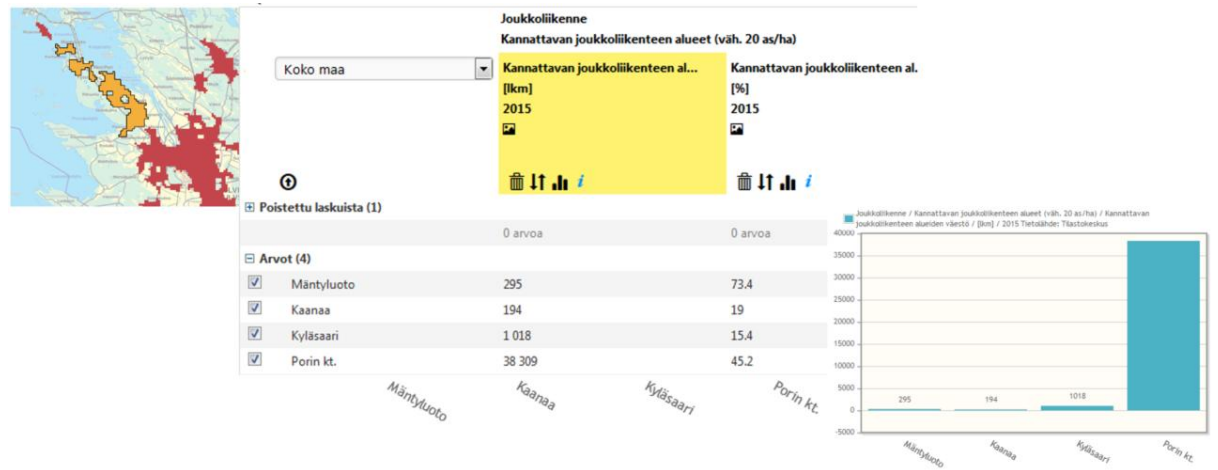 Joukkoliikenne
Kannattavan joukkoliikenteen alueet (väh. 20 as/ha)
Koko maa
Kannattavan joukkoliikenteen al...
[lkm]
2015
Kannattavan joukkoliikenteen al.
[%]
2015
Poistettu laskuista (1)
0 arvoa 0 arvoa
Arvot (4)
Mäntyluoto 295 73.4
Kaanaa 194 19
Kyläsaari 1 018 15.4
Porin kt. 38 309 45.2
Mäntyluoto Kaanaa Kyläsaari Porin kt.
Joukkoliikenne / Kannattavan joukkoliikenteen alueet (väh. 20 as/ha) / Kannattavan
joukkoliikenteen alueiden väestö / [lkm] / 2015 Tietolähde: Tilastokeskus
40000
35000
30000
25000
20000
15000
10000
5000
0
-5000
295 194 1018
Mäntyluoto Kaanaa Kyläsaari Porin kt.